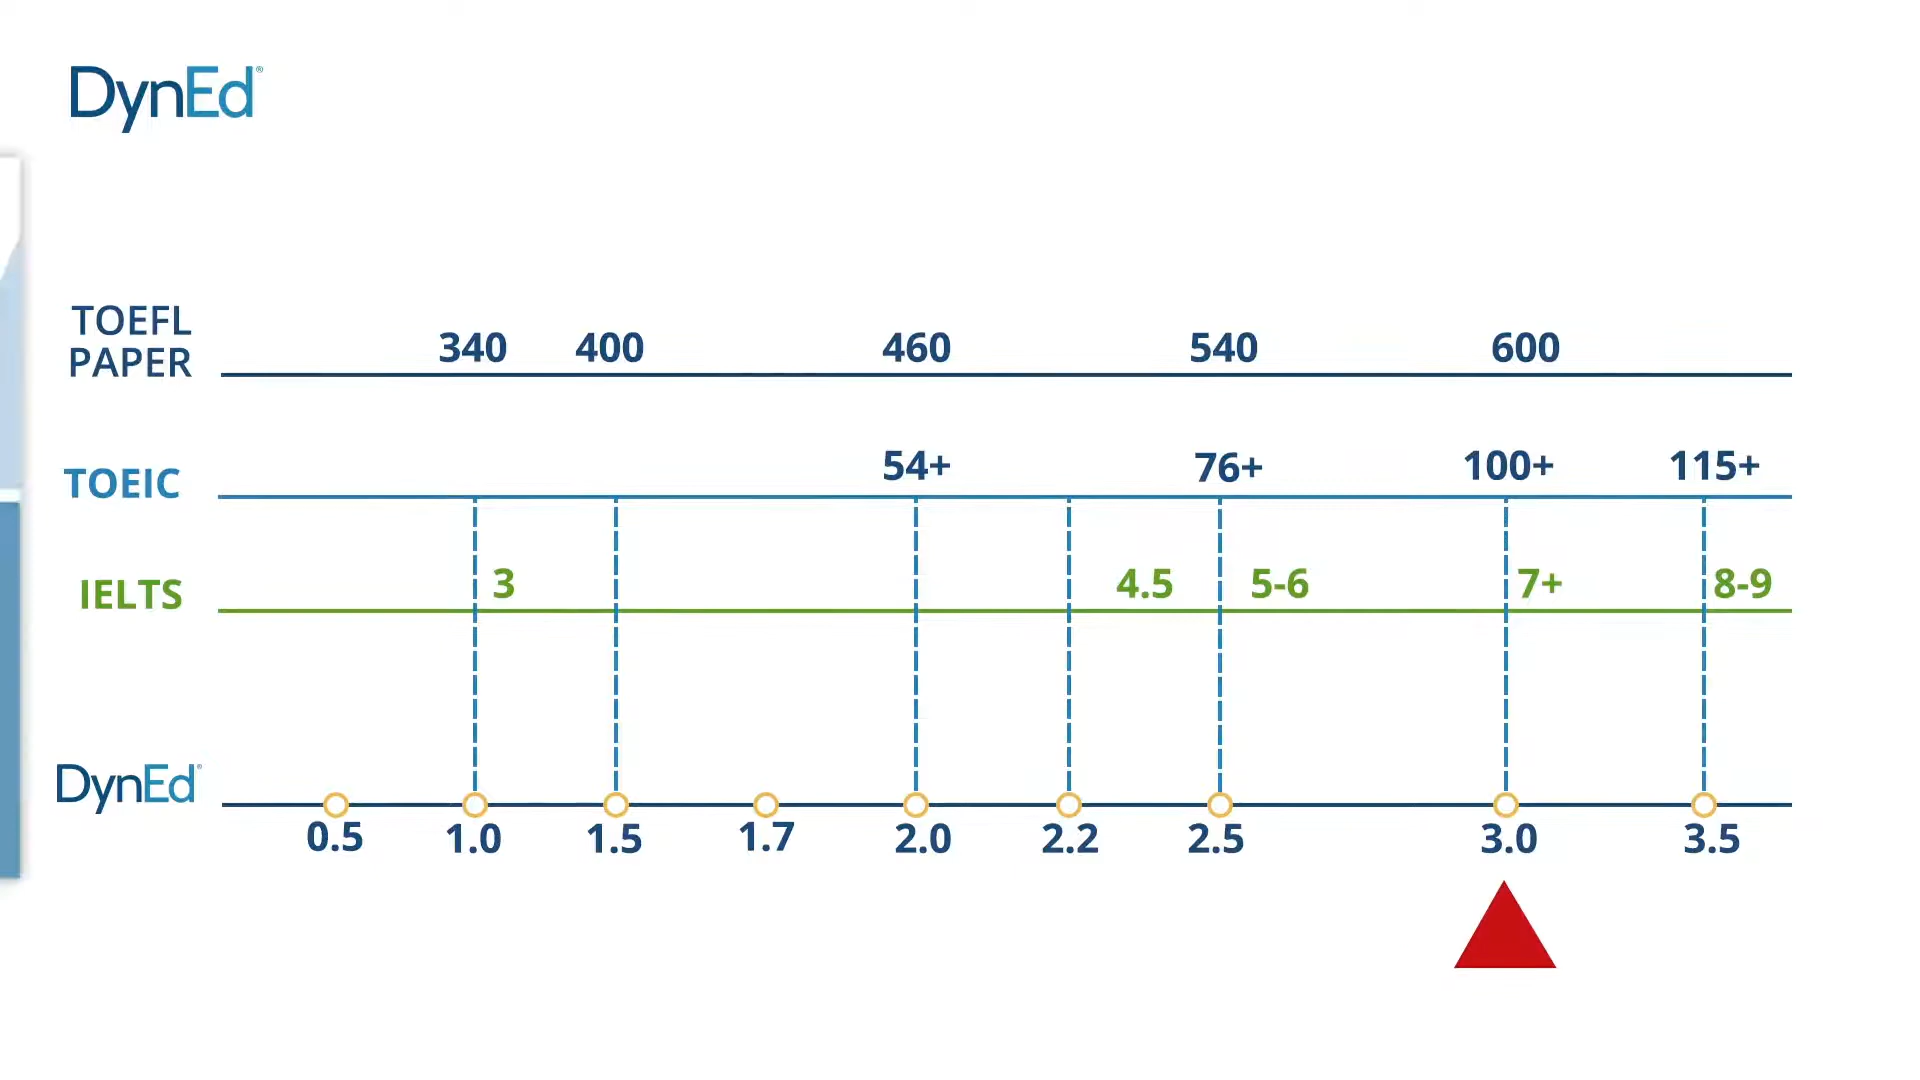 DynEd®
TOEFL
PAPER
340 400 460 540 600
TOEIC
54+ 76+ 100+ 115+
IELTS
3 4.5 5-6 7+ 8-9
DynEd®
0.5 1.0 1.5 1.7 2.0 2.2 2.5 3.0 3.5